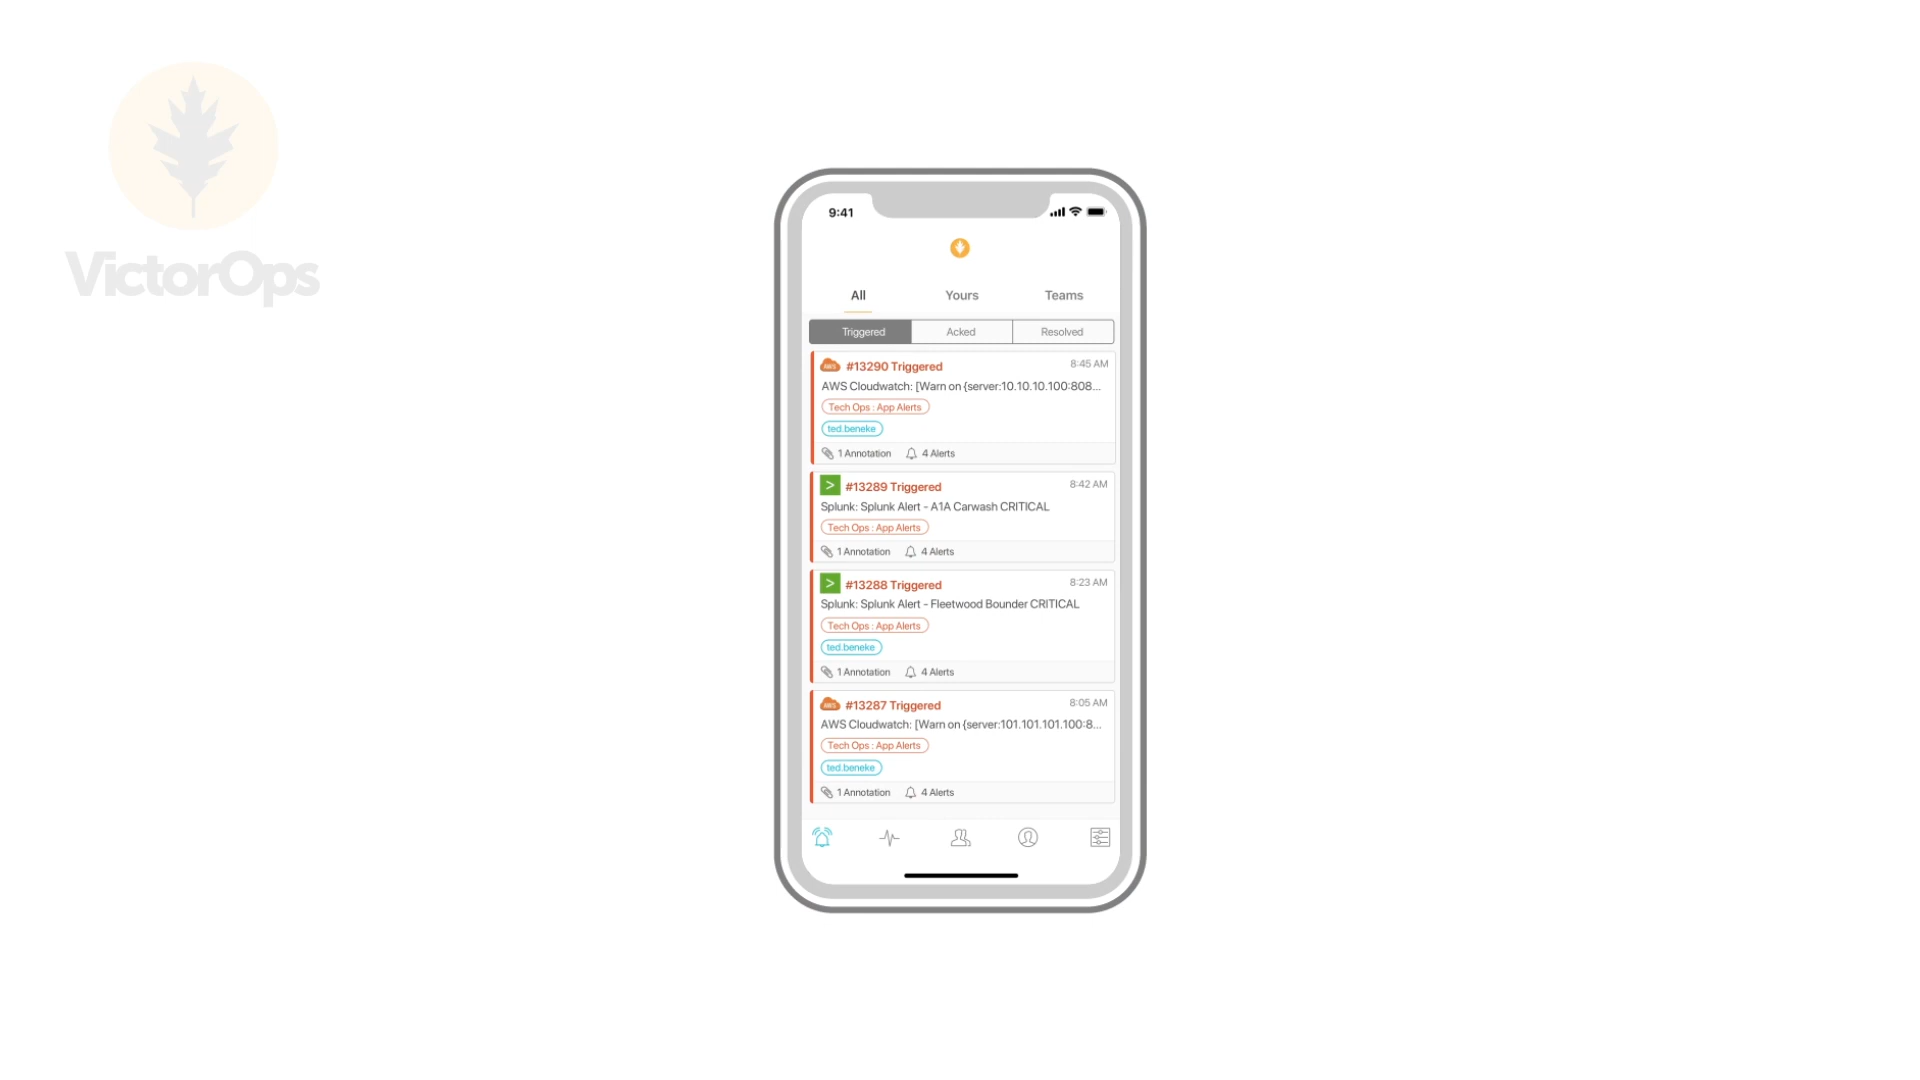 VictorOps
9:41
All Yours Teams
Triggered Acked Resolved
aws #13290 Triggered 8:45 AM
AWS Cloudwatch: [Warn on {server:10.10.10.100:808...
Tech Ops : App Alerts
ted.beneke
1 Annotation 4 Alerts
> #13289 Triggered 8:42 AM
Splunk: Splunk Alert - A1A Carwash CRITICAL
Tech Ops : App Alerts
1 Annotation 4 Alerts
> #13288 Triggered 8:23 AM
Splunk: Splunk Alert - Fleetwood Bounder CRITICAL
Tech Ops : App Alerts
ted.beneke
1 Annotation 4 Alerts
aws #13287 Triggered 8:05 AM
AWS Cloudwatch: [Warn on {server:101.101.101.100:8...
Tech Ops : App Alerts
ted.beneke
1 Annotation 4 Alerts